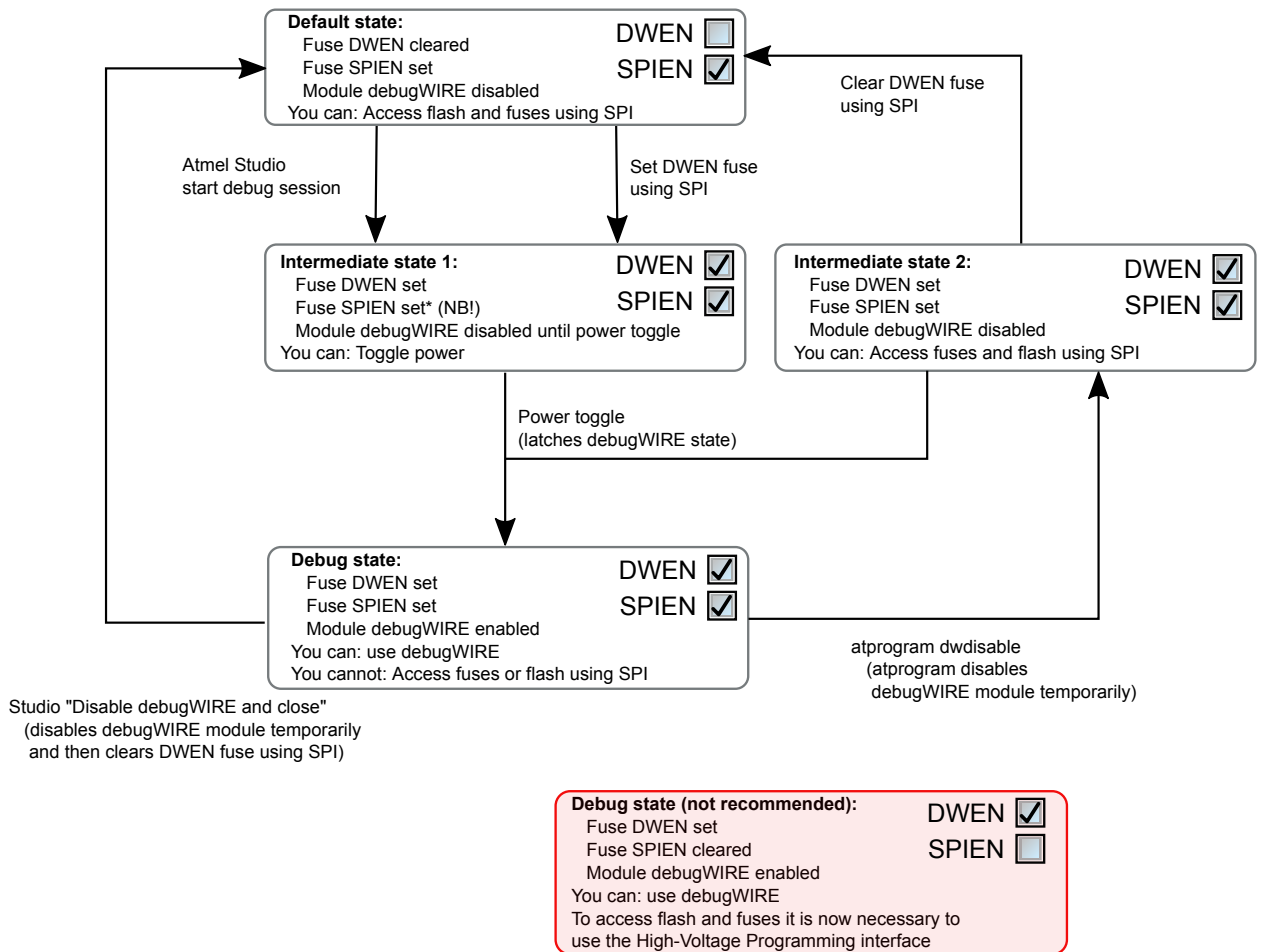 Default state:
Fuse DWEN cleared
Fuse SPIEN set
Module debugWIRE disabled
You can: Access flash and fuses using SPI
DWEN
SPIEN
Clear DWEN fuse
using SPI
Atmel Studio
start debug session
Set DWEN fuse
using SPI
Intermediate state 1:
Fuse DWEN set
Fuse SPIEN set* (NB!)
Module debugWIRE disabled until power toggle
You can: Toggle power
DWEN
SPIEN
Intermediate state 2:
Fuse DWEN set
Fuse SPIEN set
Module debugWIRE disabled
You can: Access fuses and flash using SPI
DWEN
SPIEN
Power toggle
(latches debugWIRE state)
Debug state:
Fuse DWEN set
Fuse SPIEN set
Module debugWIRE enabled
You can: use debugWIRE
You cannot: Access fuses or flash using SPI
DWEN
SPIEN
atprogram dwdisable
(atprogram disables
debugWIRE module temporarily)
Studio "Disable debugWIRE and close"
(disables debugWIRE module temporarily
and then clears DWEN fuse using SPI)
Debug state (not recommended):
Fuse DWEN set
Fuse SPIEN cleared
Module debugWIRE enabled
You can: use debugWIRE
To access flash and fuses it is now necessary to
use the High-Voltage Programming interface
DWEN
SPIEN